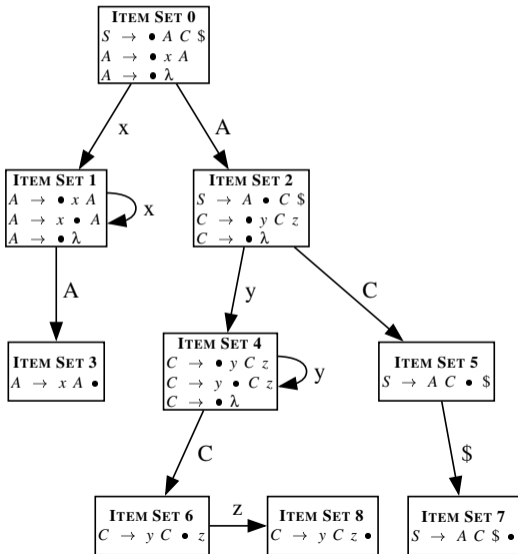 ITEM SET 0
S → • A C $
A → • x A
A → • λ
x
A
ITEM SET 1
A → • x A
A → x • A
A → • λ
x
ITEM SET 2
S → A • C $
C → • y C z
C → • λ
A
y
C
ITEM SET 3
A → x A •
ITEM SET 4
C → • y C z
C → y • C z
C → • λ
y
ITEM SET 5
S → A C • $
C
$
ITEM SET 6
C → y C • z
z
ITEM SET 8
C → y C z •
ITEM SET 7
S → A C $ •